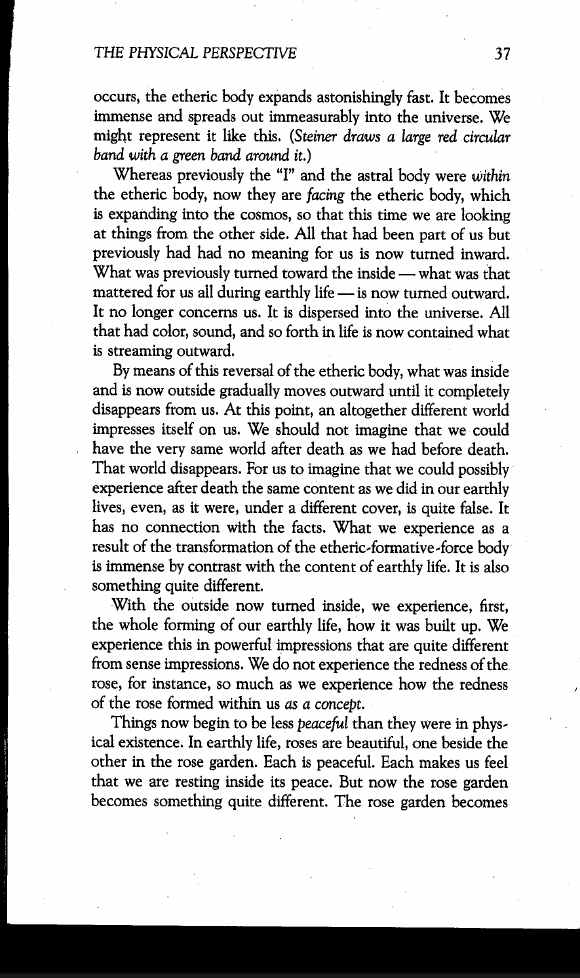 THE PHYSICAL PERSPECTIVE 37
occurs, the etheric body expands astonishingly fast. It becomes
immense and spreads out immeasurably into the universe. We
might represent it like this. (Steiner draws a large red circular
band with a green band around it.)
Whereas previously the “I” and the astral body were within
the etheric body, now they are facing the etheric body, which
is expanding into the cosmos, so that this time we are looking
at things from the other side. All that had been part of us but
previously had had no meaning for us is now turned inward.
What was previously turned toward the inside — what was that
mattered for us all during earthly life — is now turned outward.
It no longer concerns us. It is dispersed into the universe. All
that had color, sound, and so forth in life is now contained what
is streaming outward.
By means of this reversal of the etheric body, what was inside
and is now outside gradually moves outward until it completely
disappears from us. At this point, an altogether different world
impresses itself on us. We should not imagine that we could
have the very same world after death as we had before death.
That world disappears. For us to imagine that we could possibly
experience after death the same content as we did in our earthly
lives, even, as it were, under a different cover, is quite false. It
has no connection with the facts. What we experience as a
result of the transformation of the etheric-formative-force body
is immense by contrast with the content of earthly life. It is also
something quite different.
With the outside now turned inside, we experience, first,
the whole forming of our earthly life, how it was built up. We
experience this in powerful impressions that are quite different
from sense impressions. We do not experience the redness of the
rose, for instance, so much as we experience how the redness
of the rose formed within us as a concept.
Things now begin to be less peaceful than they were in phys-
ical existence. In earthly life, roses are beautiful, one beside the
other in the rose garden. Each is peaceful. Each makes us feel
that we are resting inside its peace. But now the rose garden
becomes something quite different. The rose garden becomes